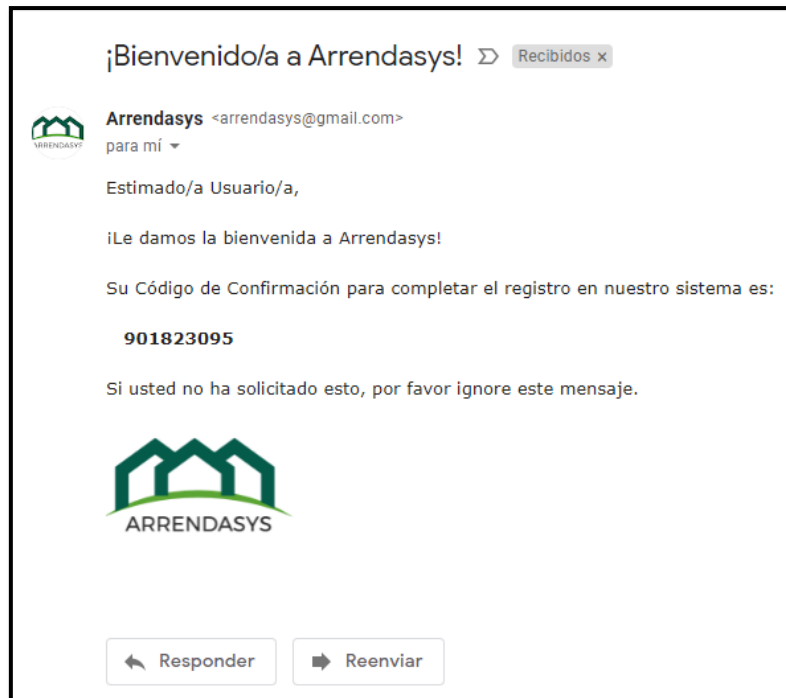 ¡Bienvenido/a a Arrendasys! Recibidos x
ARRENDASYS
Arrendasys <arrendasys@gmail.com>
para mí
Estimado/a Usuario/a,
¡Le damos la bienvenida a Arrendasys!
Su Código de Confirmación para completar el registro en nuestro sistema es:
901823095
Si usted no ha solicitado esto, por favor ignore este mensaje.
ARRENDASYS
Responder Reenviar